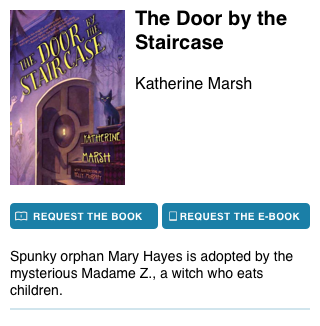 The Door by the
Staircase
Katherine Marsh
THE DOOR BY
THE
STAIRCASE
KATHERINE
MARSH
REQUEST THE BOOK
REQUEST THE E-BOOK
Spunky orphan Mary Hayes is adopted by the
mysterious Madame Z., a witch who eats
children.